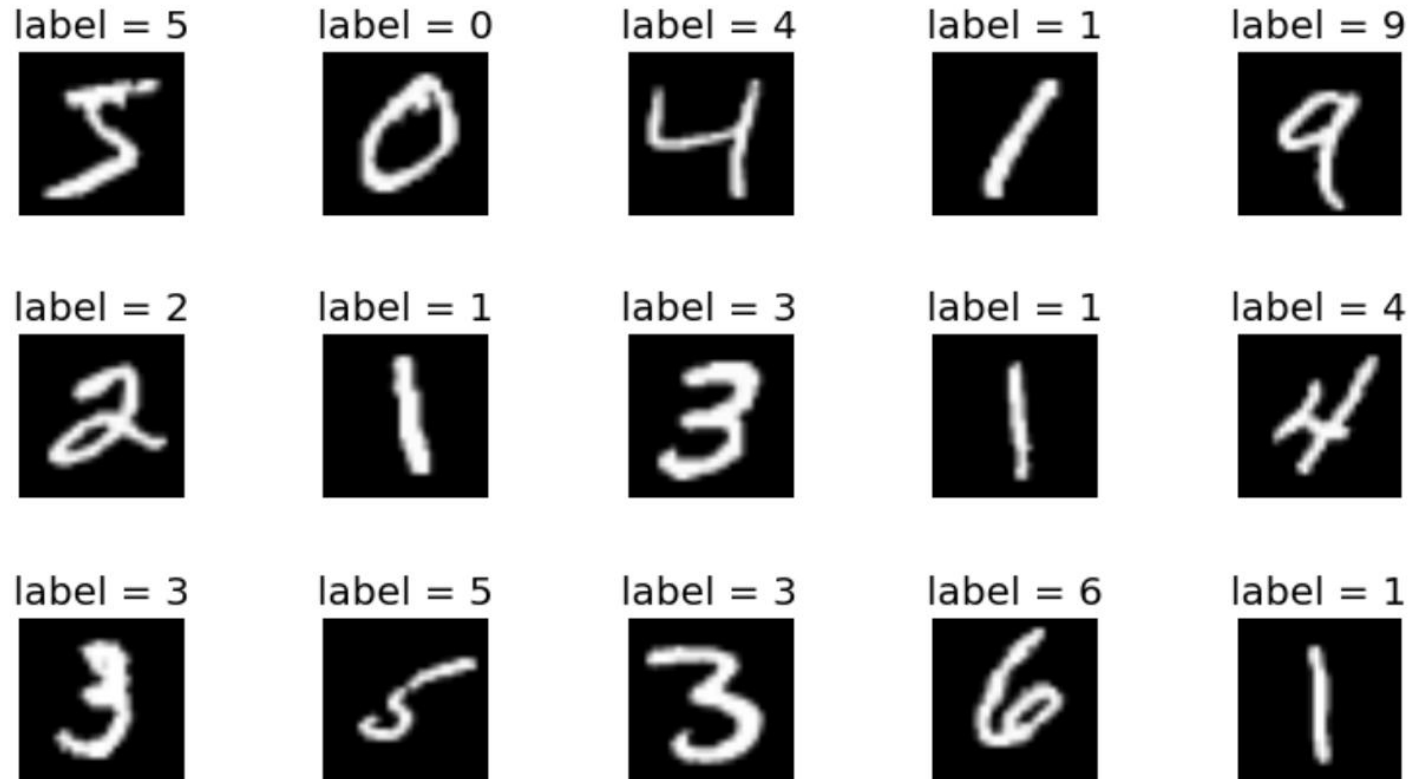 label = 5 label = 0 label = 4 label = 1 label = 9
5 0 4 1 9
label = 2 label = 1 label = 3 label = 1 label = 4
2 1 3 1 4
label = 3 label = 5 label = 3 label = 6 label = 1
3 5 3 6 1